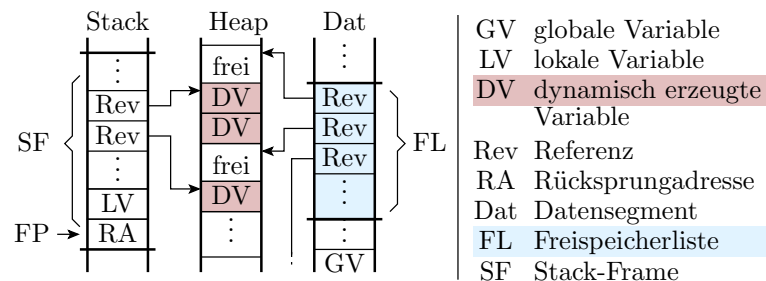 Stack Heap Dat
⋮ frei ⋮
Rev DV Rev
Rev DV Rev
SF ⋮ frei Rev FL
LV DV ⋮
FP RA ⋮ ⋮
GV
GV globale Variable
LV lokale Variable
DV dynamisch erzeugte
Variable
Rev Referenz
RA Rücksprungadresse
Dat Datensegment
FL Freispeicherliste
SF Stack-Frame